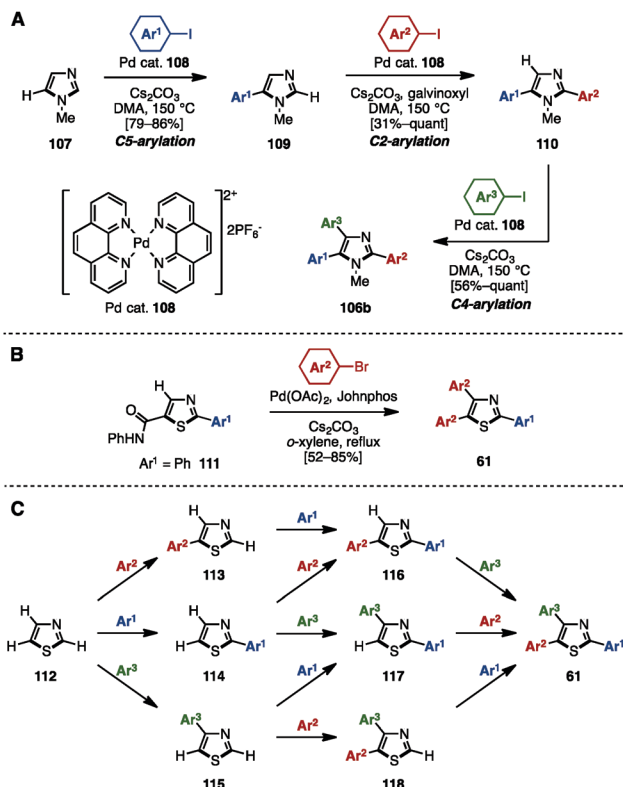 A
Ar1 I
Pd cat. 108
Cs2CO3
DMA, 150 °C
[79–86%]
C5-arylation
Ar2 I
Pd cat. 108
Cs2CO3, galvinoxyl
DMA, 150 °C
[31%–quant]
C2-arylation
H N N Me
107
Ar1 N N H Me
109
H N Ar1 N Ar2 Me
110
N N Pd N N 2+ 2PF6-
Pd cat. 108
Ar3 N Ar1 N Ar2 Me
106b
Ar3 I
Pd cat. 108
Cs2CO3
DMA, 150 °C
[56%–quant]
C4-arylation
B
H N O S Ar1 PhHN
Ar1 = Ph 111
Ar2 Br
Pd(OAc)2, Johnphos
Cs2CO3
o-xylene, reflux
[52–85%]
Ar2 N Ar2 S Ar1
61
C
H N Ar2 S H
113
Ar1
H N Ar2 S Ar1
116
Ar2
Ar2
Ar3
H N H S H
112
Ar1
H N H S Ar1
114
Ar3
Ar3 N H S Ar1
117
Ar2
Ar3 N Ar2 S Ar1
61
Ar3
Ar1
Ar1
Ar3 N H S H
115
Ar2
Ar3 N Ar2 S H
118